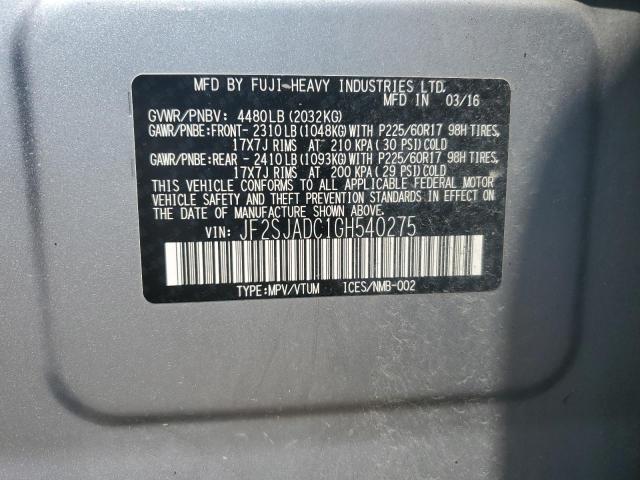 MFD BY FUJI-HEAVY INDUSTRIES LTD.
MFD IN 03/16
GVWR/PNBV: 4480LB (2032KG)
GAWR/PNBE:FRONT- 2310LB (1048KG) WITH P225/60R17 98H TIRES,
17X7J RIMS AT 210 KPA (30 PSI) COLD
GAWR/PNBE:REAR - 2410LB (1093KG) WITH P225/60R17 98H TIRES,
17X7J RIMS AT 200 KPA (29 PSI) COLD
THIS VEHICLE CONFORMS TO ALL APPLICABLE FEDERAL MOTOR
VEHICLE SAFETY AND THEFT PREVENTION STANDARDS IN EFFECT ON
THE DATE OF MANUFACTURE SHOWN ABOVE.
VIN: JF2SJADC1GH540275
TYPE:MPV/VTUM ICES/NMB-002